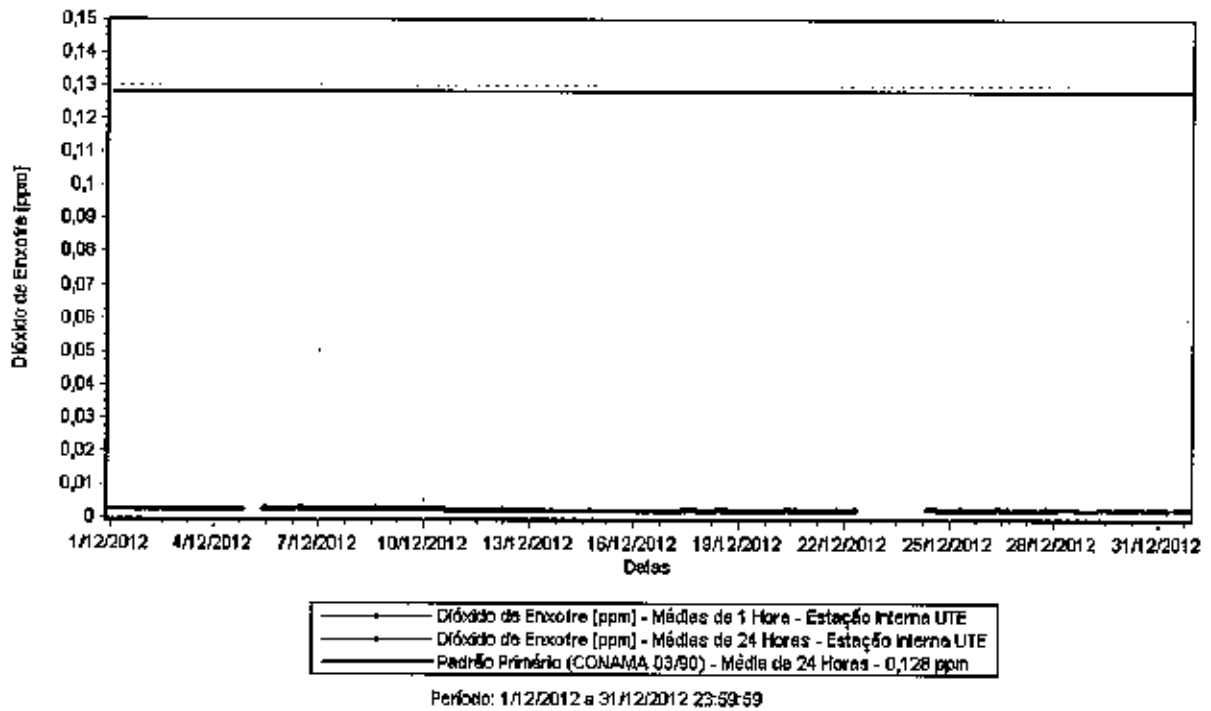 0,15
0,14
0,13
0,12
0,11
0,1
0,09
0,08
0,07
0,06
0,05
0,04
0,03
0,02
0,01
0
Dióxido de Enxofre [ppm]
1/12/2012 4/12/2012 7/12/2012 10/12/2012 13/12/2012 16/12/2012 19/12/2012 22/12/2012 25/12/2012 28/12/2012 31/12/2012
Datas
Dióxido de Enxofre [ppm] - Médias de 1 Hora - Estação Interna UTE
Dióxido de Enxofre [ppm] - Médias de 24 Horas - Estação Interna UTE
Padrão Primário (CONAMA 03/90) - Média de 24 Horas - 0,128 ppm
Período: 1/12/2012 a 31/12/2012 23:59:59